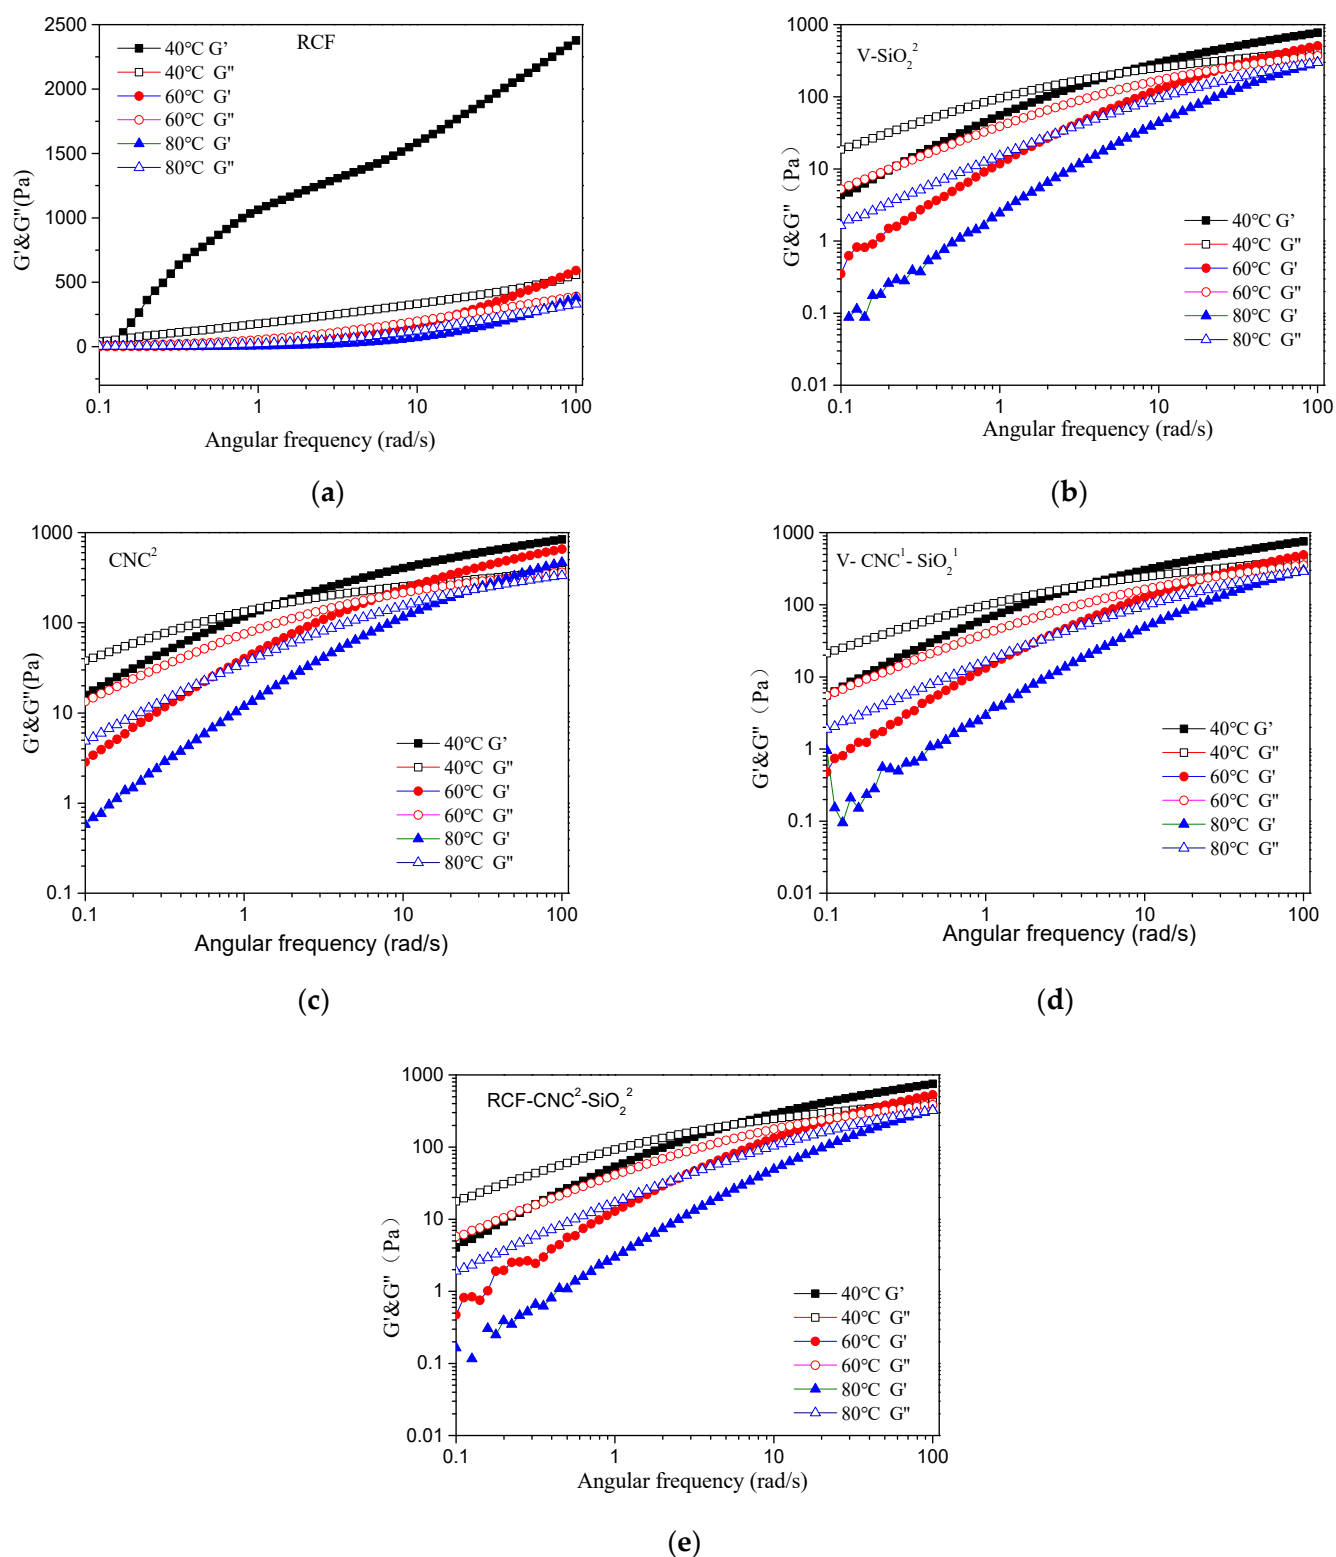 RCF
40℃ G’
40℃ G"
60℃ G'
60℃ G"
80℃ G'
80℃ G"
2500
2000
1500
1000
500
0
G'&G"(Pa)
0.1 1 10 100
Angular frequency (rad/s)
(a)
V-SiO₂²
1000
100
10
1
0.1
0.01
G'&G"（Pa）
40℃ G’
40℃ G"
60℃ G'
60℃ G"
80℃ G'
80℃ G"
0.1 1 10 100
Angular frequency (rad/s)
(b)
CNC²
1000
100
10
1
0.1
G'&G"(Pa)
40℃ G’
40℃ G"
60℃ G'
60℃ G"
80℃ G'
80℃ G"
0.1 1 10 100
Angular frequency (rad/s)
(c)
V- CNC¹- SiO₂¹
1000
100
10
1
0.1
0.01
G'&G"（Pa）
40℃ G’
40℃ G"
60℃ G'
60℃ G"
80℃ G'
80℃ G"
0.1 1 10 100
Angular frequency (rad/s)
(d)
RCF-CNC²-SiO₂²
1000
100
10
1
0.1
0.01
G'&G"（Pa）
40℃ G’
40℃ G"
60℃ G'
60℃ G"
80℃ G'
80℃ G"
0.1 1 10 100
Angular frequency (rad/s)
(e)